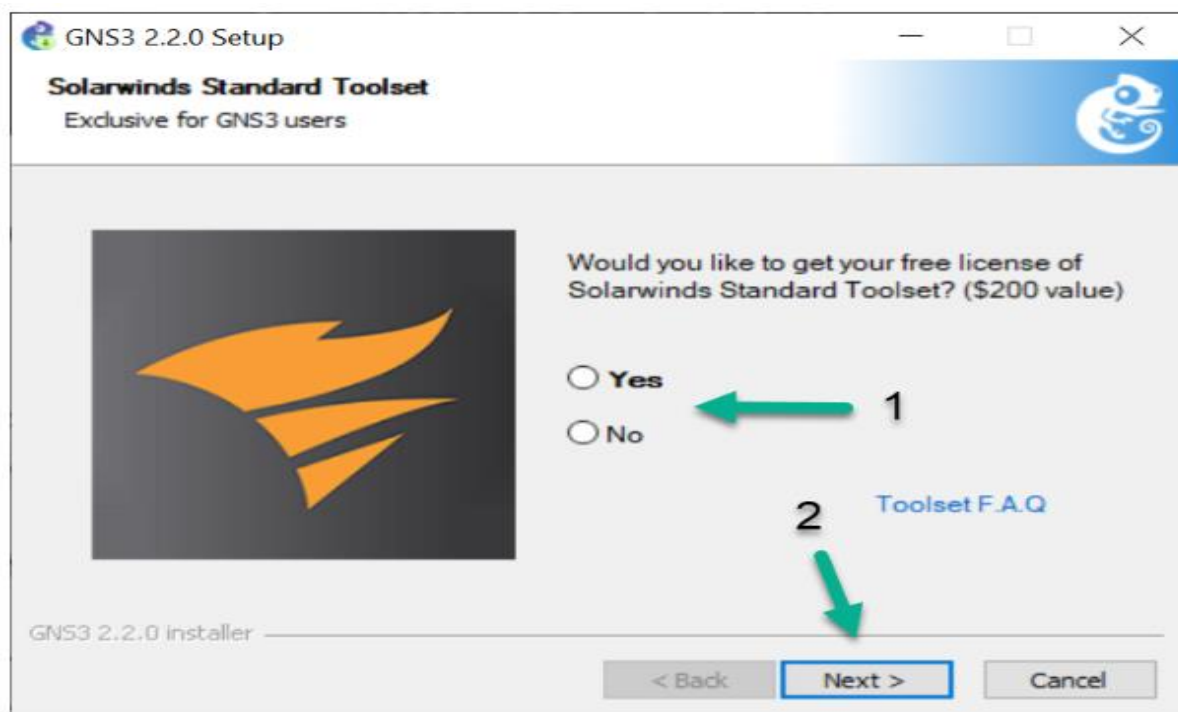 GNS3 2.2.0 Setup
Solarwinds Standard Toolset
Exclusive for GNS3 users
Would you like to get your free license of
Solarwinds Standard Toolset? ($200 value)
Yes
1
No
2
Toolset F.A.Q
GNS3 2.2.0 installer
< Back
Next >
Cancel